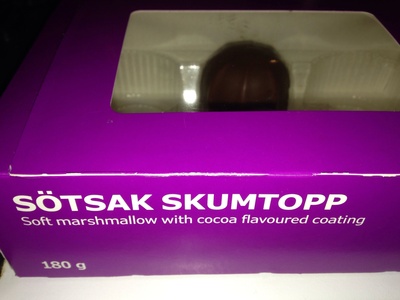 SÖTSAK SKUMTOPP
Soft marshmallow with cocoa flavoured coating
180 g